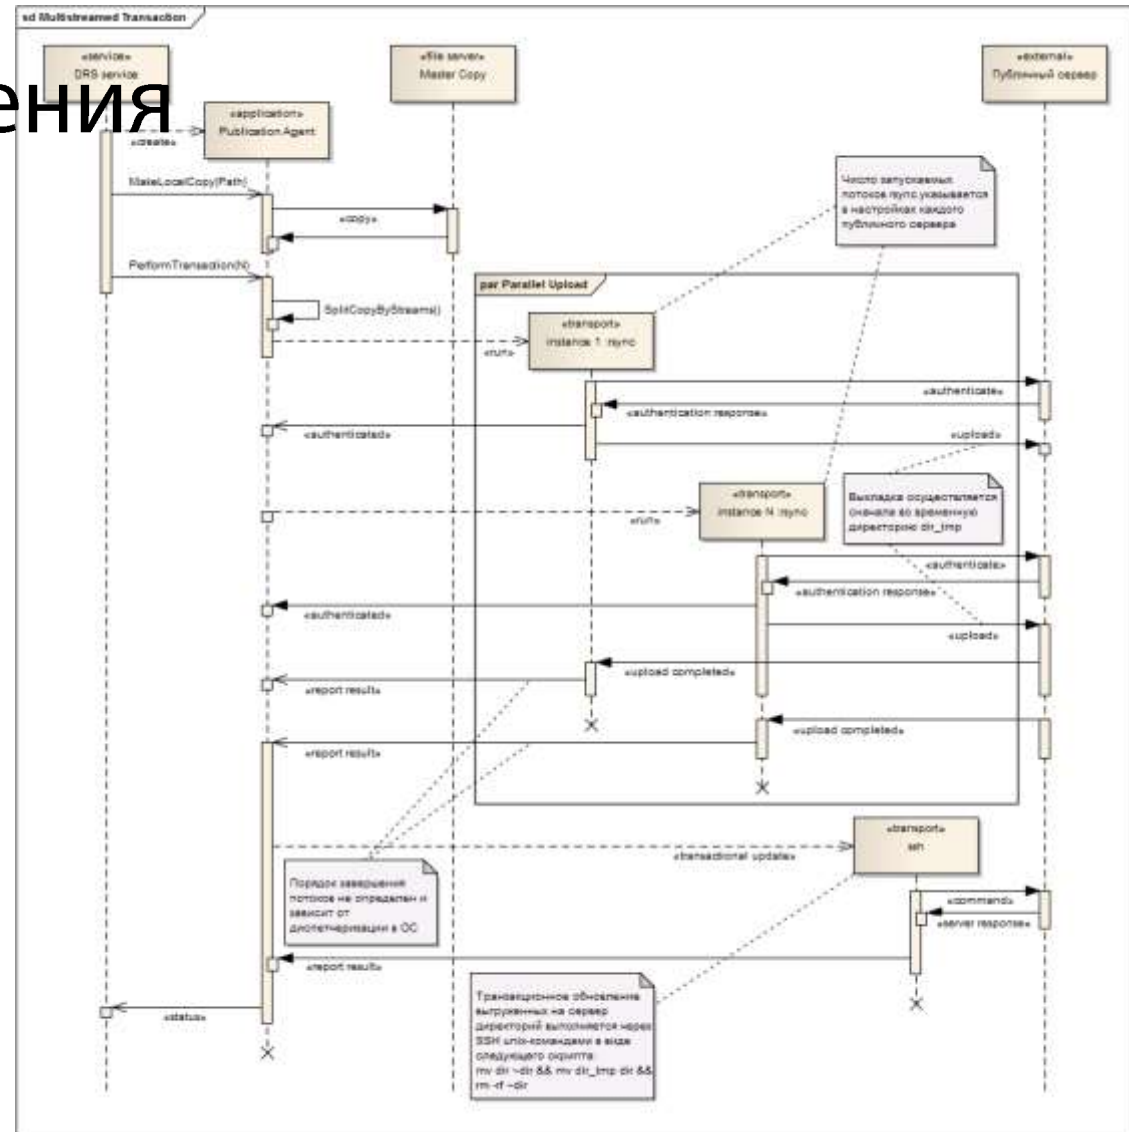 sd Multistreamed Transaction
«service»
DRS service
«file server»
Master Copy
«external»
Публичный сервер
ения
«application»
Publication Agent
«create»
MakeLocalCopy(Path)
«copy»
Число запускаемых
потоков rsync указывается
в настройках каждого
публичного сервера
PerformTransaction(N)
par Parallel Upload
SplitCopyByStreams()
«transport»
instance 1 :rsync
«run»
«authenticate»
«authentication response»
«authenticated»
«upload»
«transport»
instance N :rsync
Выкладка осуществляется
сначала во временную
директорию dir_tmp
«run»
«authenticate»
«authentication response»
«authenticated»
«upload»
«upload completed»
«report result»
«upload completed»
«report result»
«transport»
ssh
«transactional update»
Порядок завершения
потоков не определен и
зависит от
диспетчеризации в ОС
«command»
«server response»
«report result»
Транзакционное обновление
выгруженных на сервер
директорий выполняется через
SSH unix-командами в виде
следующего скрипта:
mv dir ~dir && mv dir_tmp dir &&
rm -rf ~dir
«status»